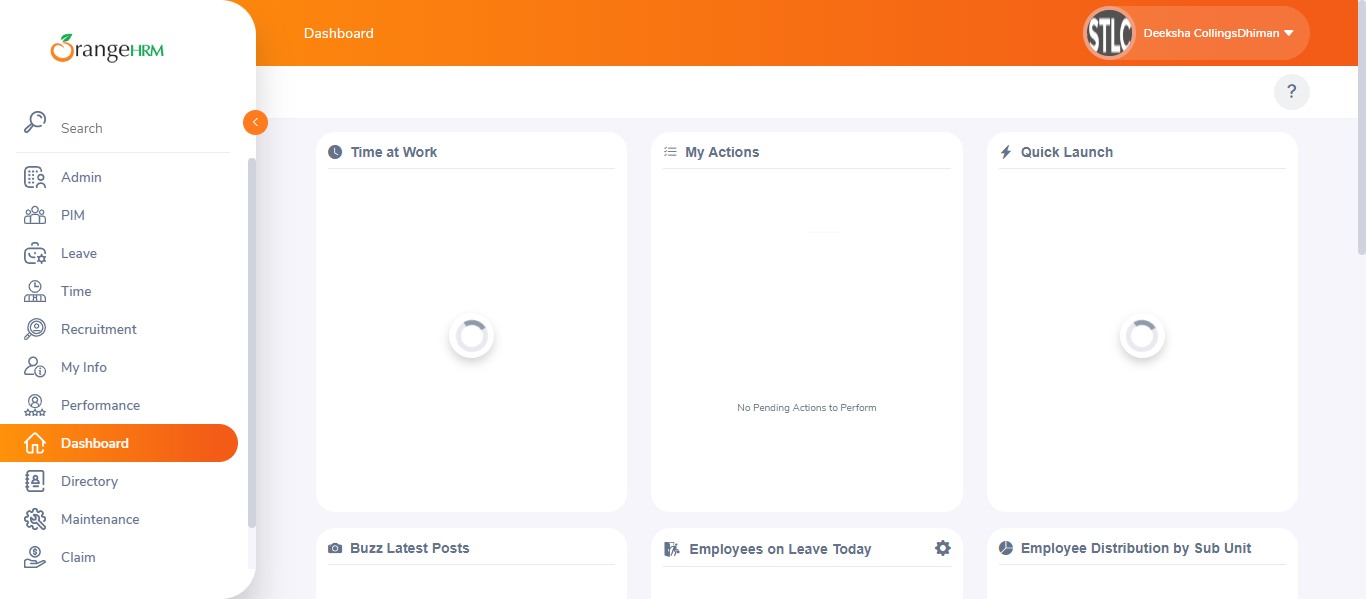 OrangeHRM
Dashboard
STLC
Deeksha CollingsDhiman
?
Search
Admin
PIM
Leave
Time
Recruitment
My Info
Performance
Dashboard
Directory
Maintenance
Claim
Time at Work
My Actions
No Pending Actions to Perform
Quick Launch
Buzz Latest Posts
Employees on Leave Today
Employee Distribution by Sub Unit